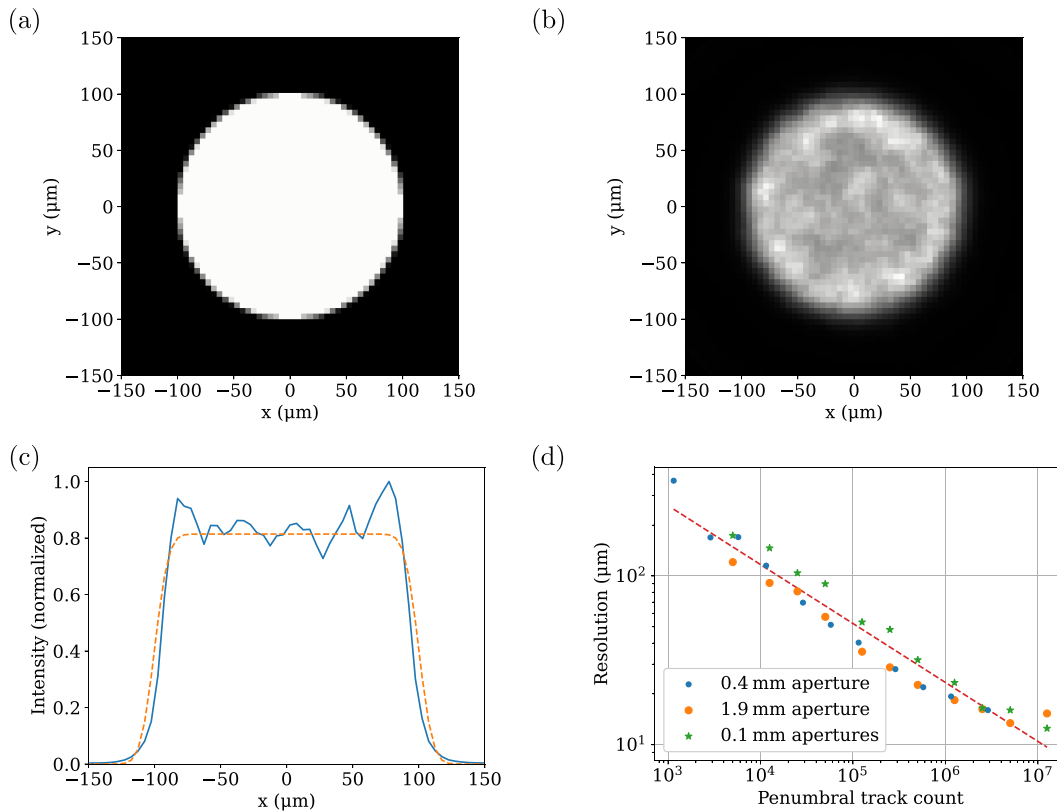 (a)
(b)
150
100
50
0
−50
−100
−150
y (µm)
−150 −100 −50 0 50 100 150
x (µm)
150
100
50
0
−50
−100
−150
y (µm)
−150 −100 −50 0 50 100 150
x (µm)
(c)
(d)
1.0
0.8
0.6
0.4
0.2
0.0
Intensity (normalized)
−150 −100 −50 0 50 100 150
x (µm)
10²
10¹
Resolution (µm)
0.4 mm aperture
1.9 mm aperture
0.1 mm apertures
10³ 10⁴ 10⁵ 10⁶ 10⁷
Penumbral track count